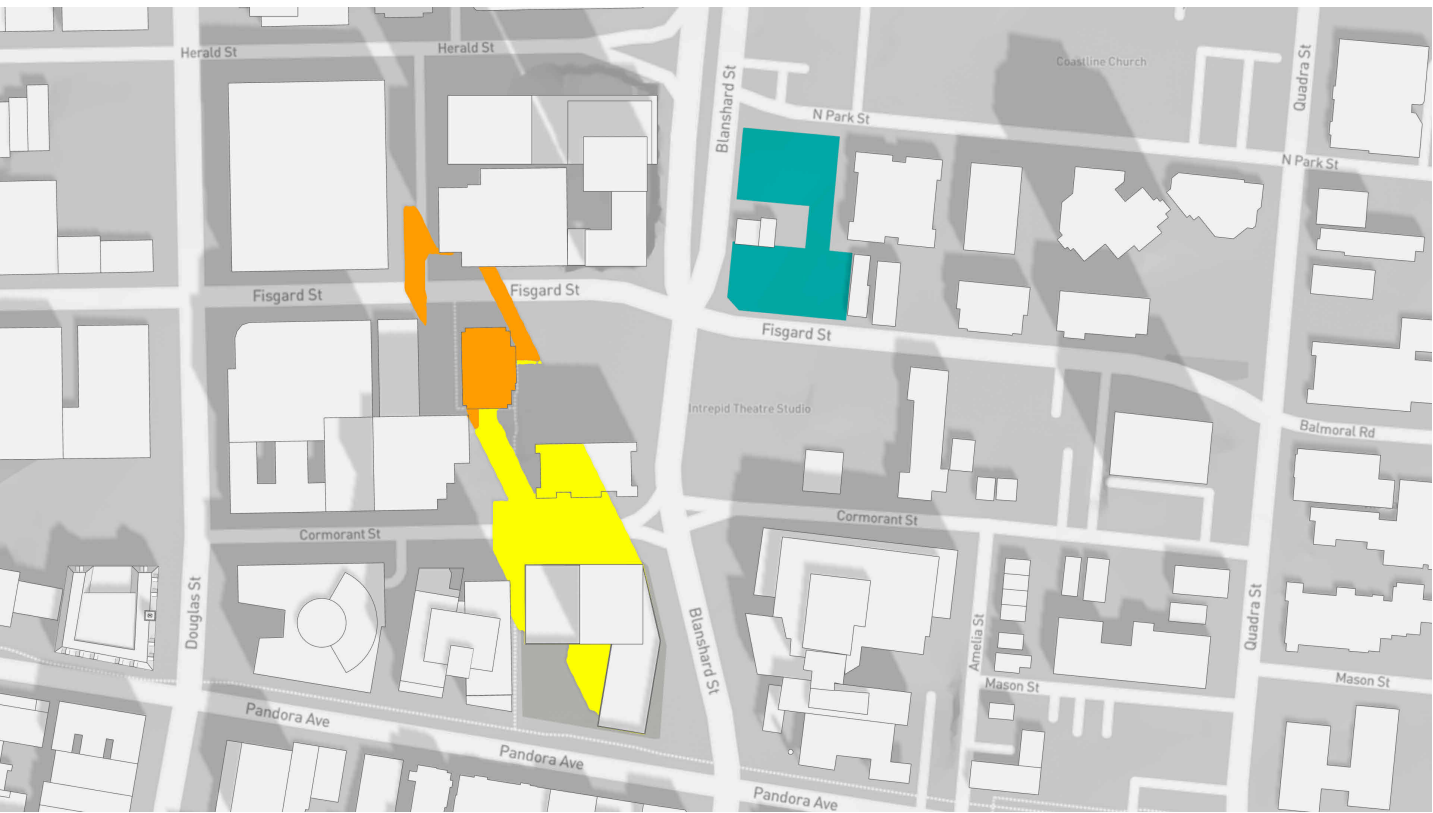 Herald St
Herald St
Coastline Church
Quadra St
Blanshard St
N Park St
N Park St
Fisgard St
Fisgard St
Fisgard St
Intrepid Theatre Studio
Balmoral Rd
Cormorant St
Cormorant St
Douglas St
Blanshard St
Amelia St
Quadra St
Mason St
Mason St
Pandora Ave
Pandora Ave
Pandora Ave